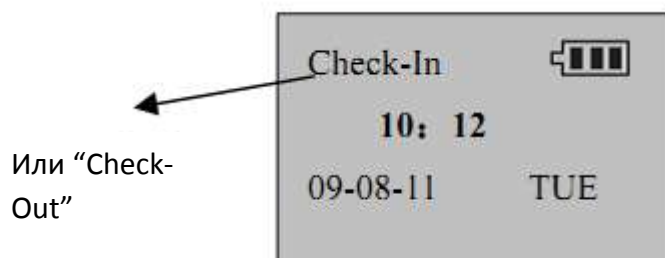 Check-In
10: 12
Или “Check-
Out”
09-08-11 TUE